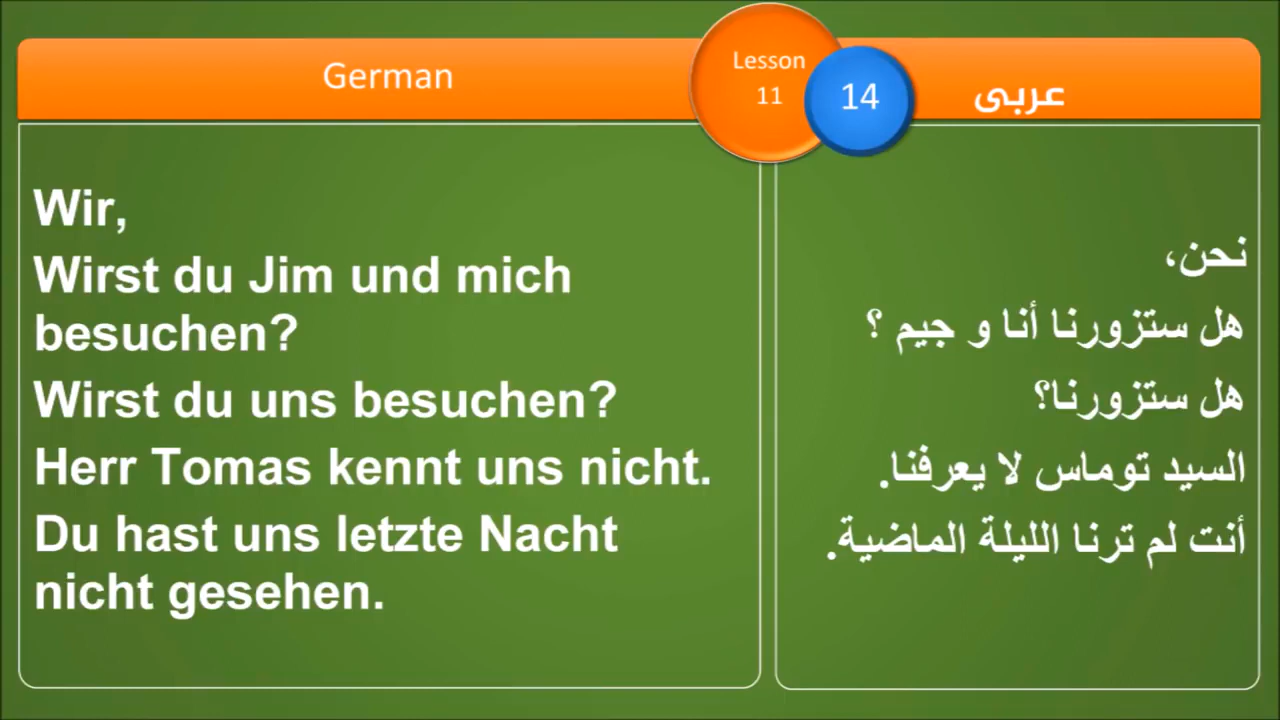 German
Lesson
11
14
عربى
Wir,
Wirst du Jim und mich
besuchen?
Wirst du uns besuchen?
Herr Tomas kennt uns nicht.
Du hast uns letzte Nacht
nicht gesehen.
نحن،
هل ستزورنا أنا و جيم ؟
هل ستزورنا؟
السيد توماس لا يعرفنا.
أنت لم ترنا الليلة الماضية.